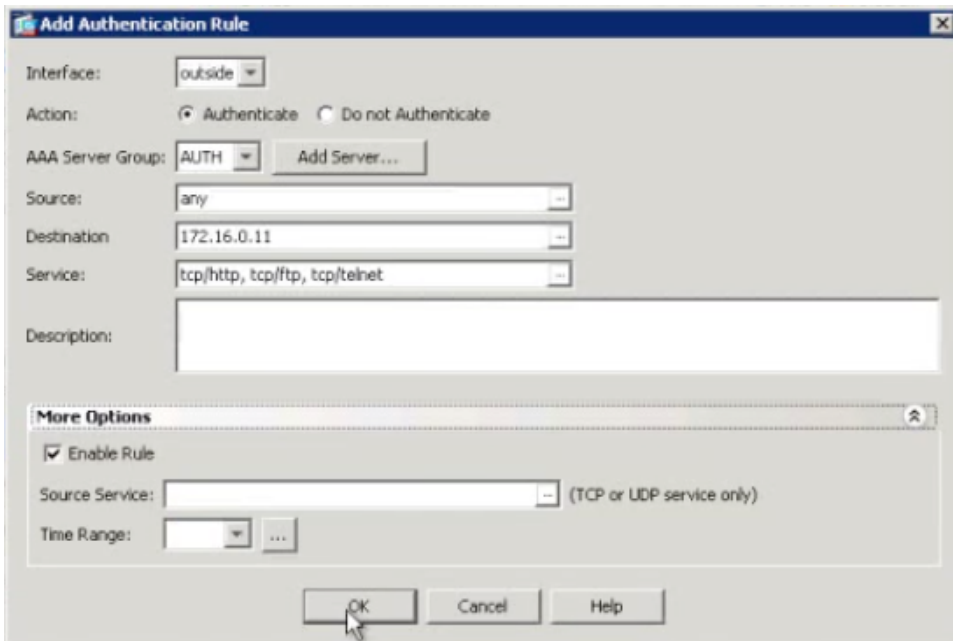 Add Authentication Rule
Interface: outside
Action: Authenticate Do not Authenticate
AAA Server Group: AUTH Add Server...
Source: any ...
Destination 172.16.0.11 ...
Service: tcp/http, tcp/ftp, tcp/telnet ...
Description:
More Options
Enable Rule
Source Service: ... (TCP or UDP service only)
Time Range: ...
OK Cancel Help